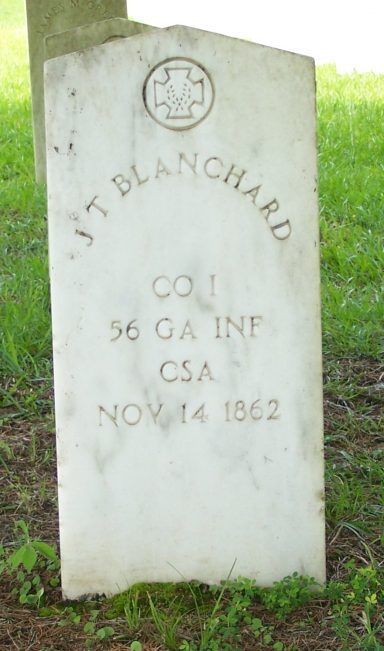 J T BLANCHARD
CO I
56 GA INF
CSA
NOV 14 1862